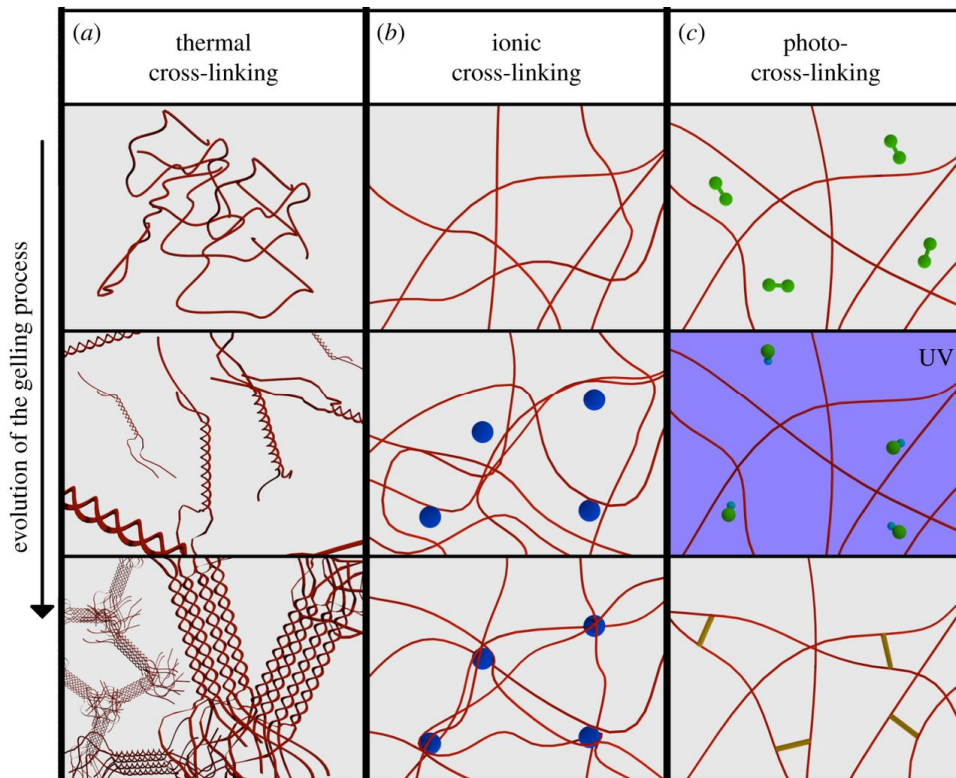 (a)
thermal
cross-linking
(b)
ionic
cross-linking
(c)
photo-
cross-linking
evolution of the gelling process
UV